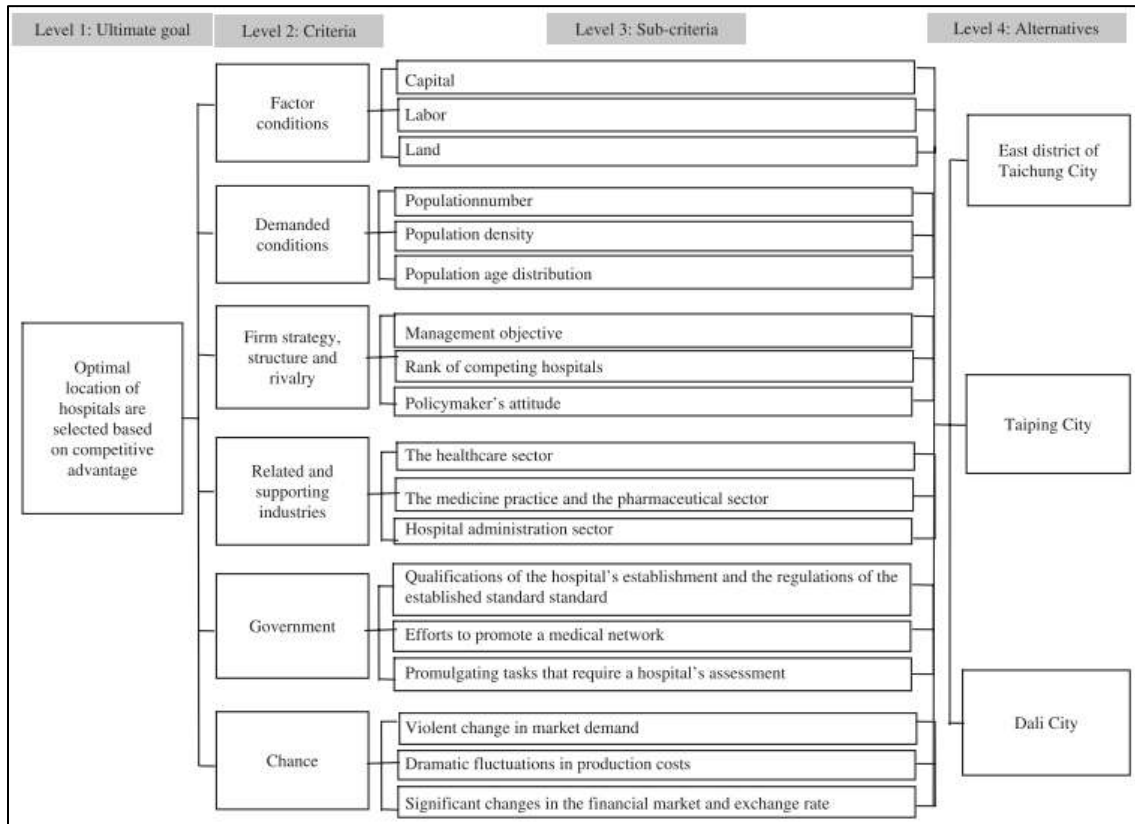 Level 1: Ultimate goal
Level 2: Criteria
Level 3: Sub-criteria
Level 4: Alternatives
Optimal
location of
hospitals are
selected based
on competitive
advantage
Factor
conditions
Capital
Labor
Land
Demanded
conditions
Populationnumber
Population density
Population age distribution
Firm strategy,
structure and
rivalry
Management objective
Rank of competing hospitals
Policymaker's attitude
Related and
supporting
industries
The healthcare sector
The medicine practice and the pharmaceutical sector
Hospital administration sector
Government
Qualifications of the hospital's establishment and the regulations of the
established standard standard
Efforts to promote a medical network
Promulgating tasks that require a hospital's assessment
Chance
Violent change in market demand
Dramatic fluctuations in production costs
Significant changes in the financial market and exchange rate
East district of
Taichung City
Taiping City
Dali City